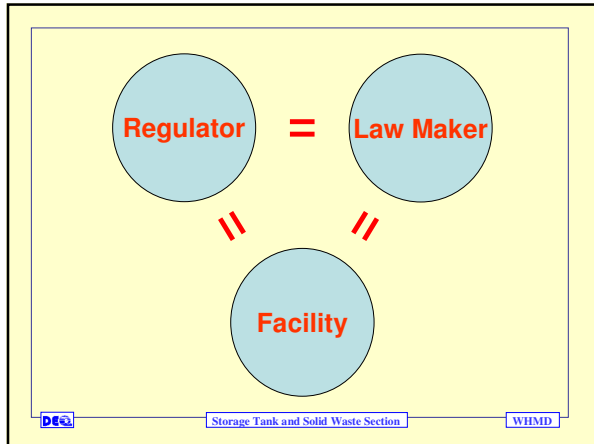 Regulator = Law Maker
= =
Facility
DEQ Storage Tank and Solid Waste Section WHMD